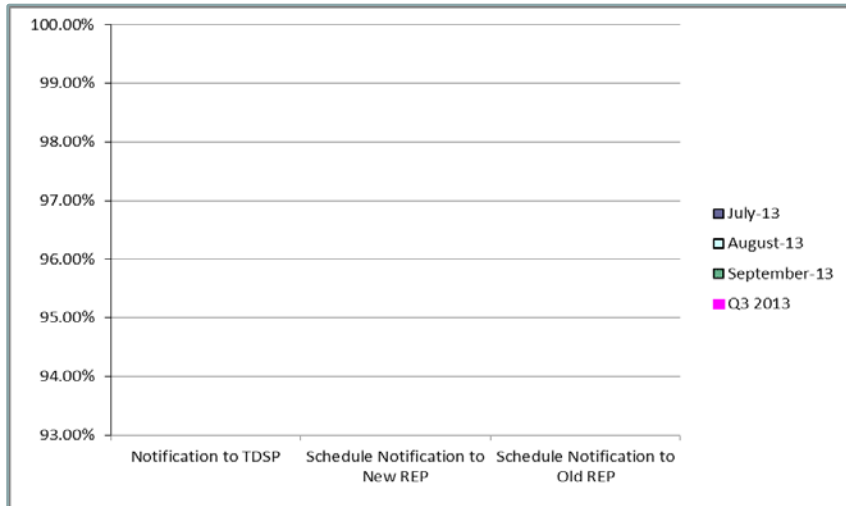 100.00%
99.00%
98.00%
97.00%
96.00%
95.00%
94.00%
93.00%
Notification to TDSP
Schedule Notification to
New REP
Schedule Notification to
Old REP
July-13
August-13
September-13
Q3 2013